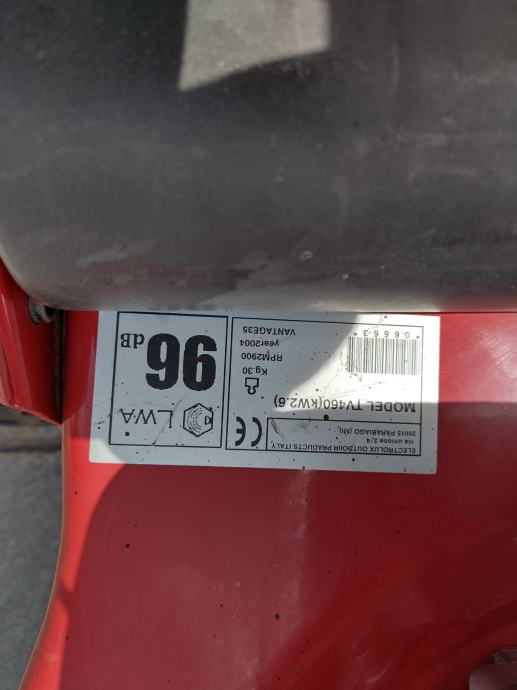 ELECTROLUX OUTDOOR PRODUCTS ITALY,
via unione 2/4
20015 PARABIAGO (MI),
CE
MODEL TV460(kW2.6)
Kg.30
RPM2900
year2004
VANTAGE35
LWA
96
dB